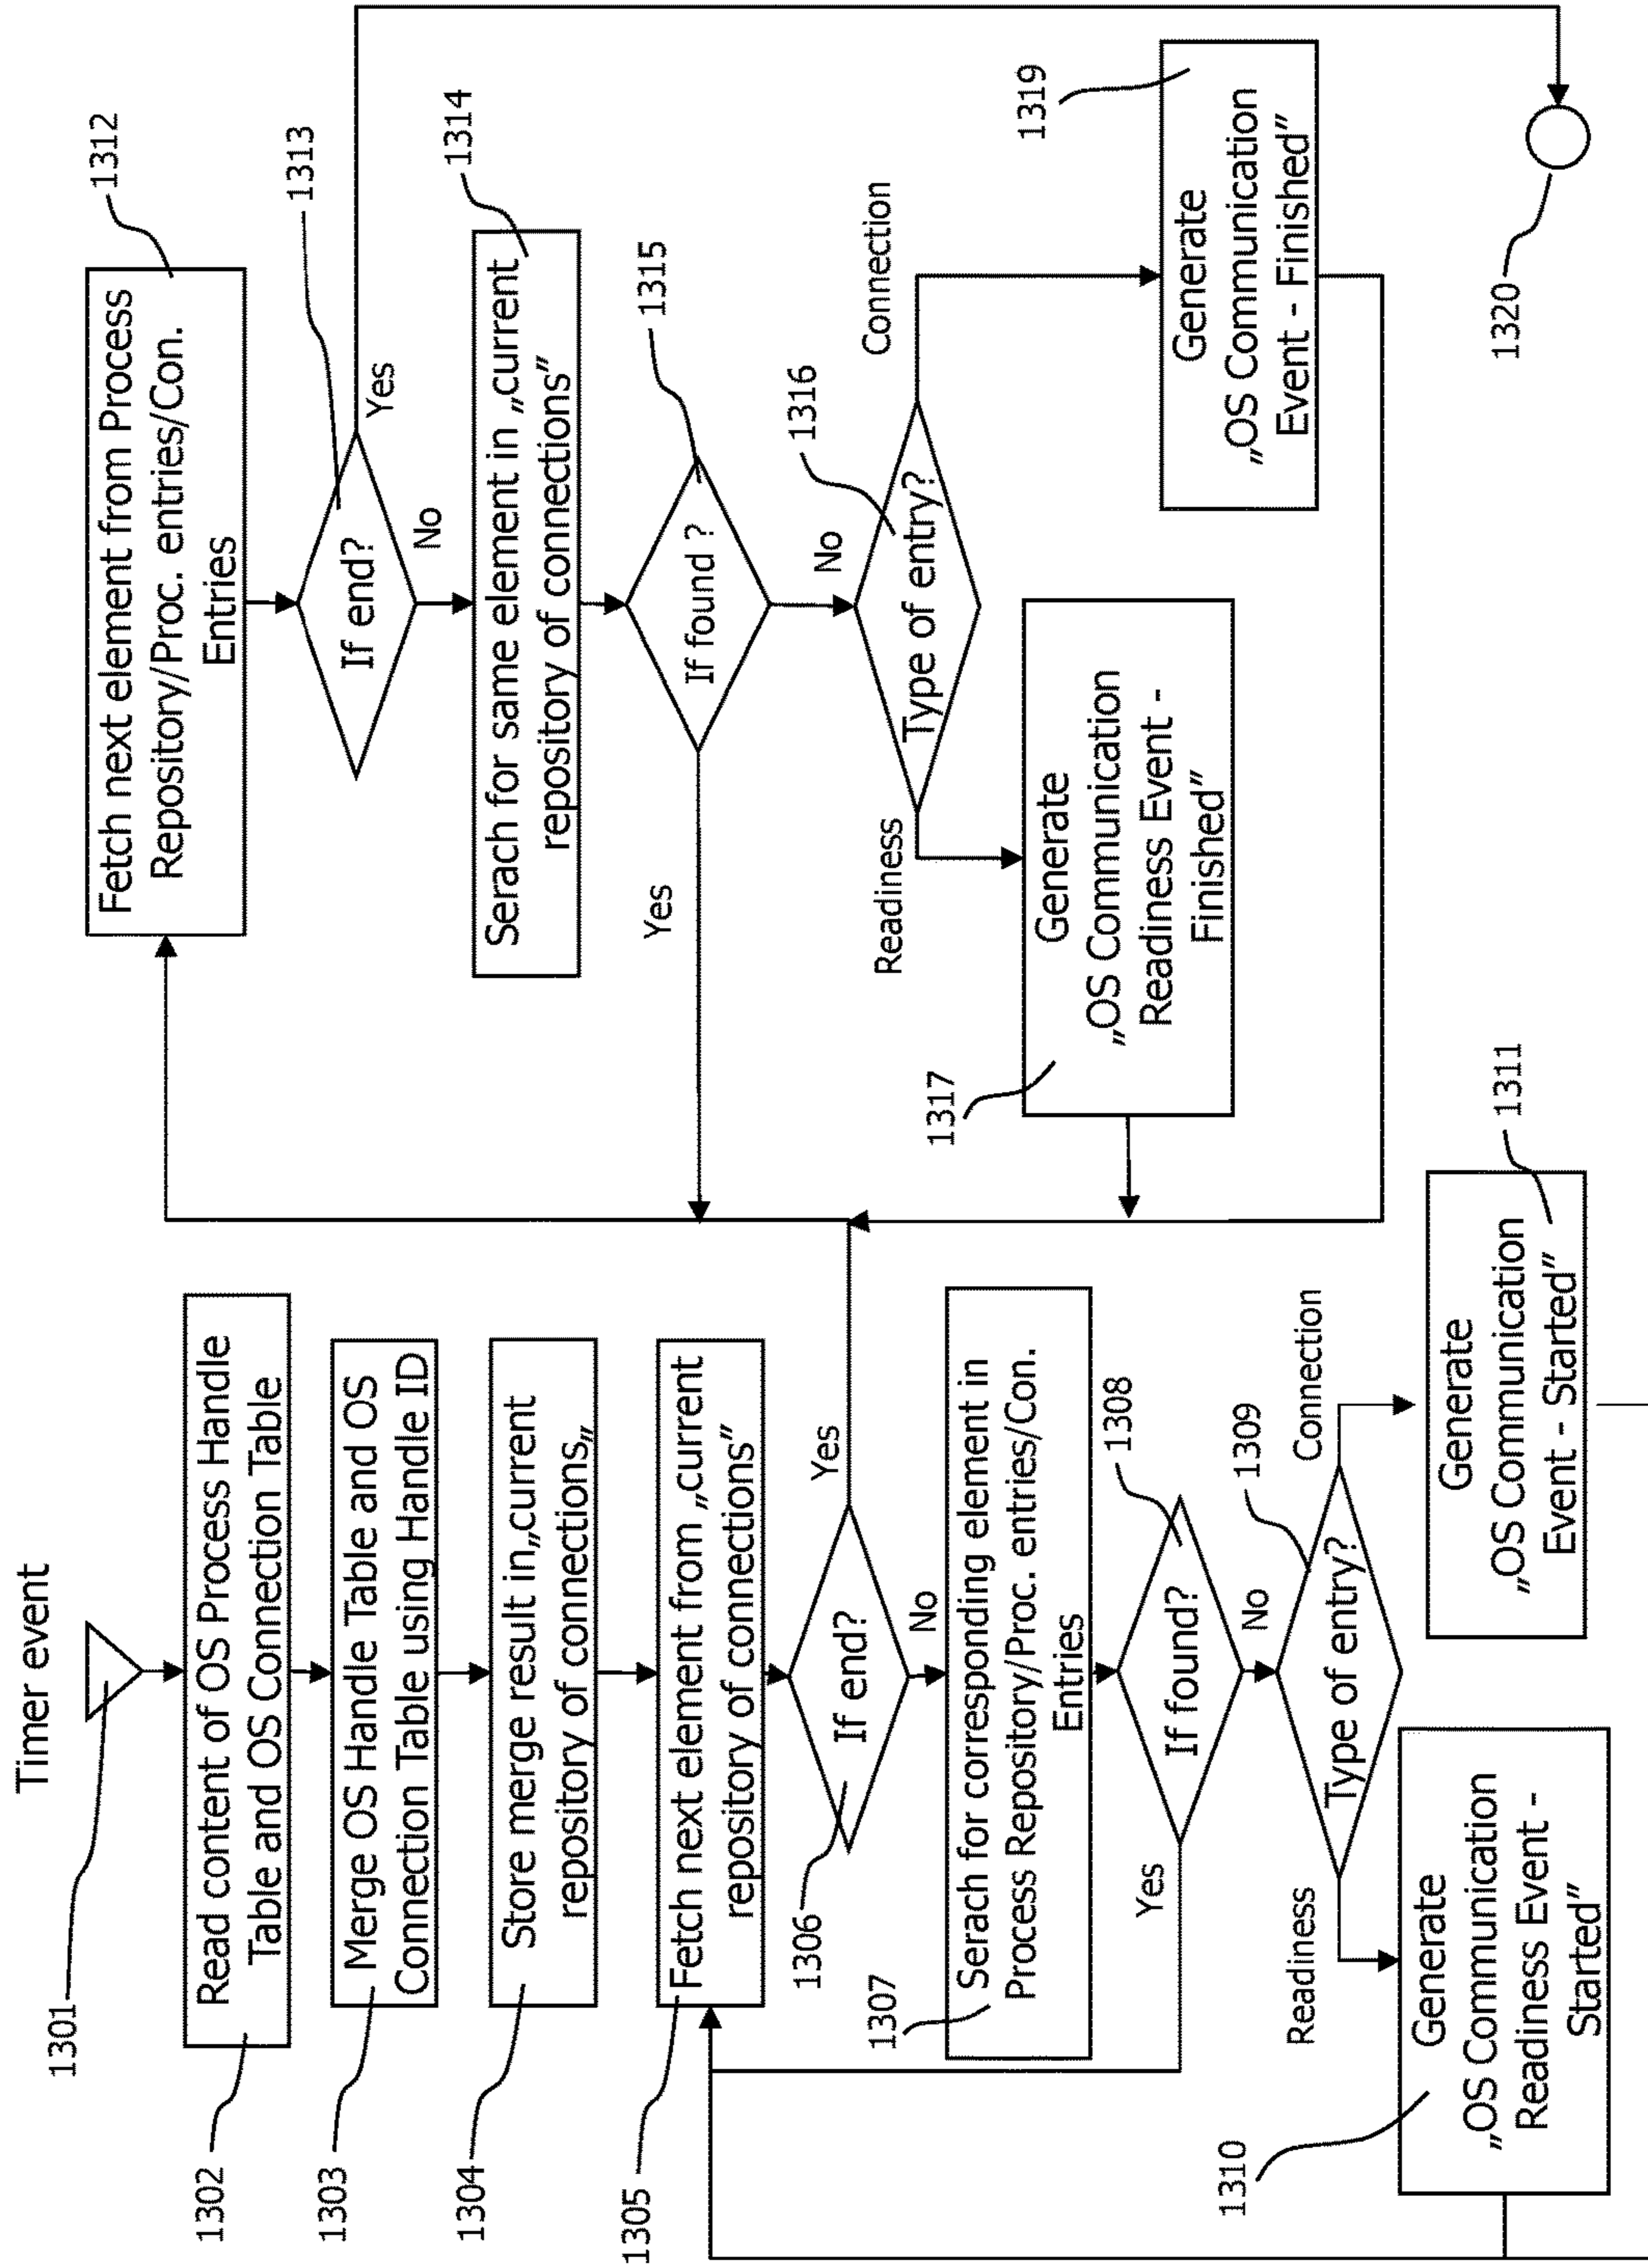 Timer event
1301
Read content of OS Process Handle
Table and OS Connection Table
1302
Merge OS Handle Table and OS
Connection Table using Handle ID
1303
Store merge result in„current
repository of connections„
1304
Fetch next element from „current
repository of connections”
1305
If end?
1306
Yes
No
Serach for corresponding element in
Process Repository/Proc. entries/Con.
Entries
1307
If found?
1308
Yes
No
Type of entry?
1309
Readiness
Connection
Generate
„OS Communication
Readiness Event -
Started”
1310
Generate
„OS Communication
Event - Started”
1311
Fetch next element from Process
Repository/Proc. entries/Con.
Entries
1312
If end?
1313
Yes
No
Serach for same element in „current
repository of connections”
1314
If found ?
1315
Yes
No
Type of entry?
1316
Readiness
Connection
Generate
„OS Communication
Readiness Event -
Finished”
1317
Generate
„OS Communication
Event - Finished”
1319
1320